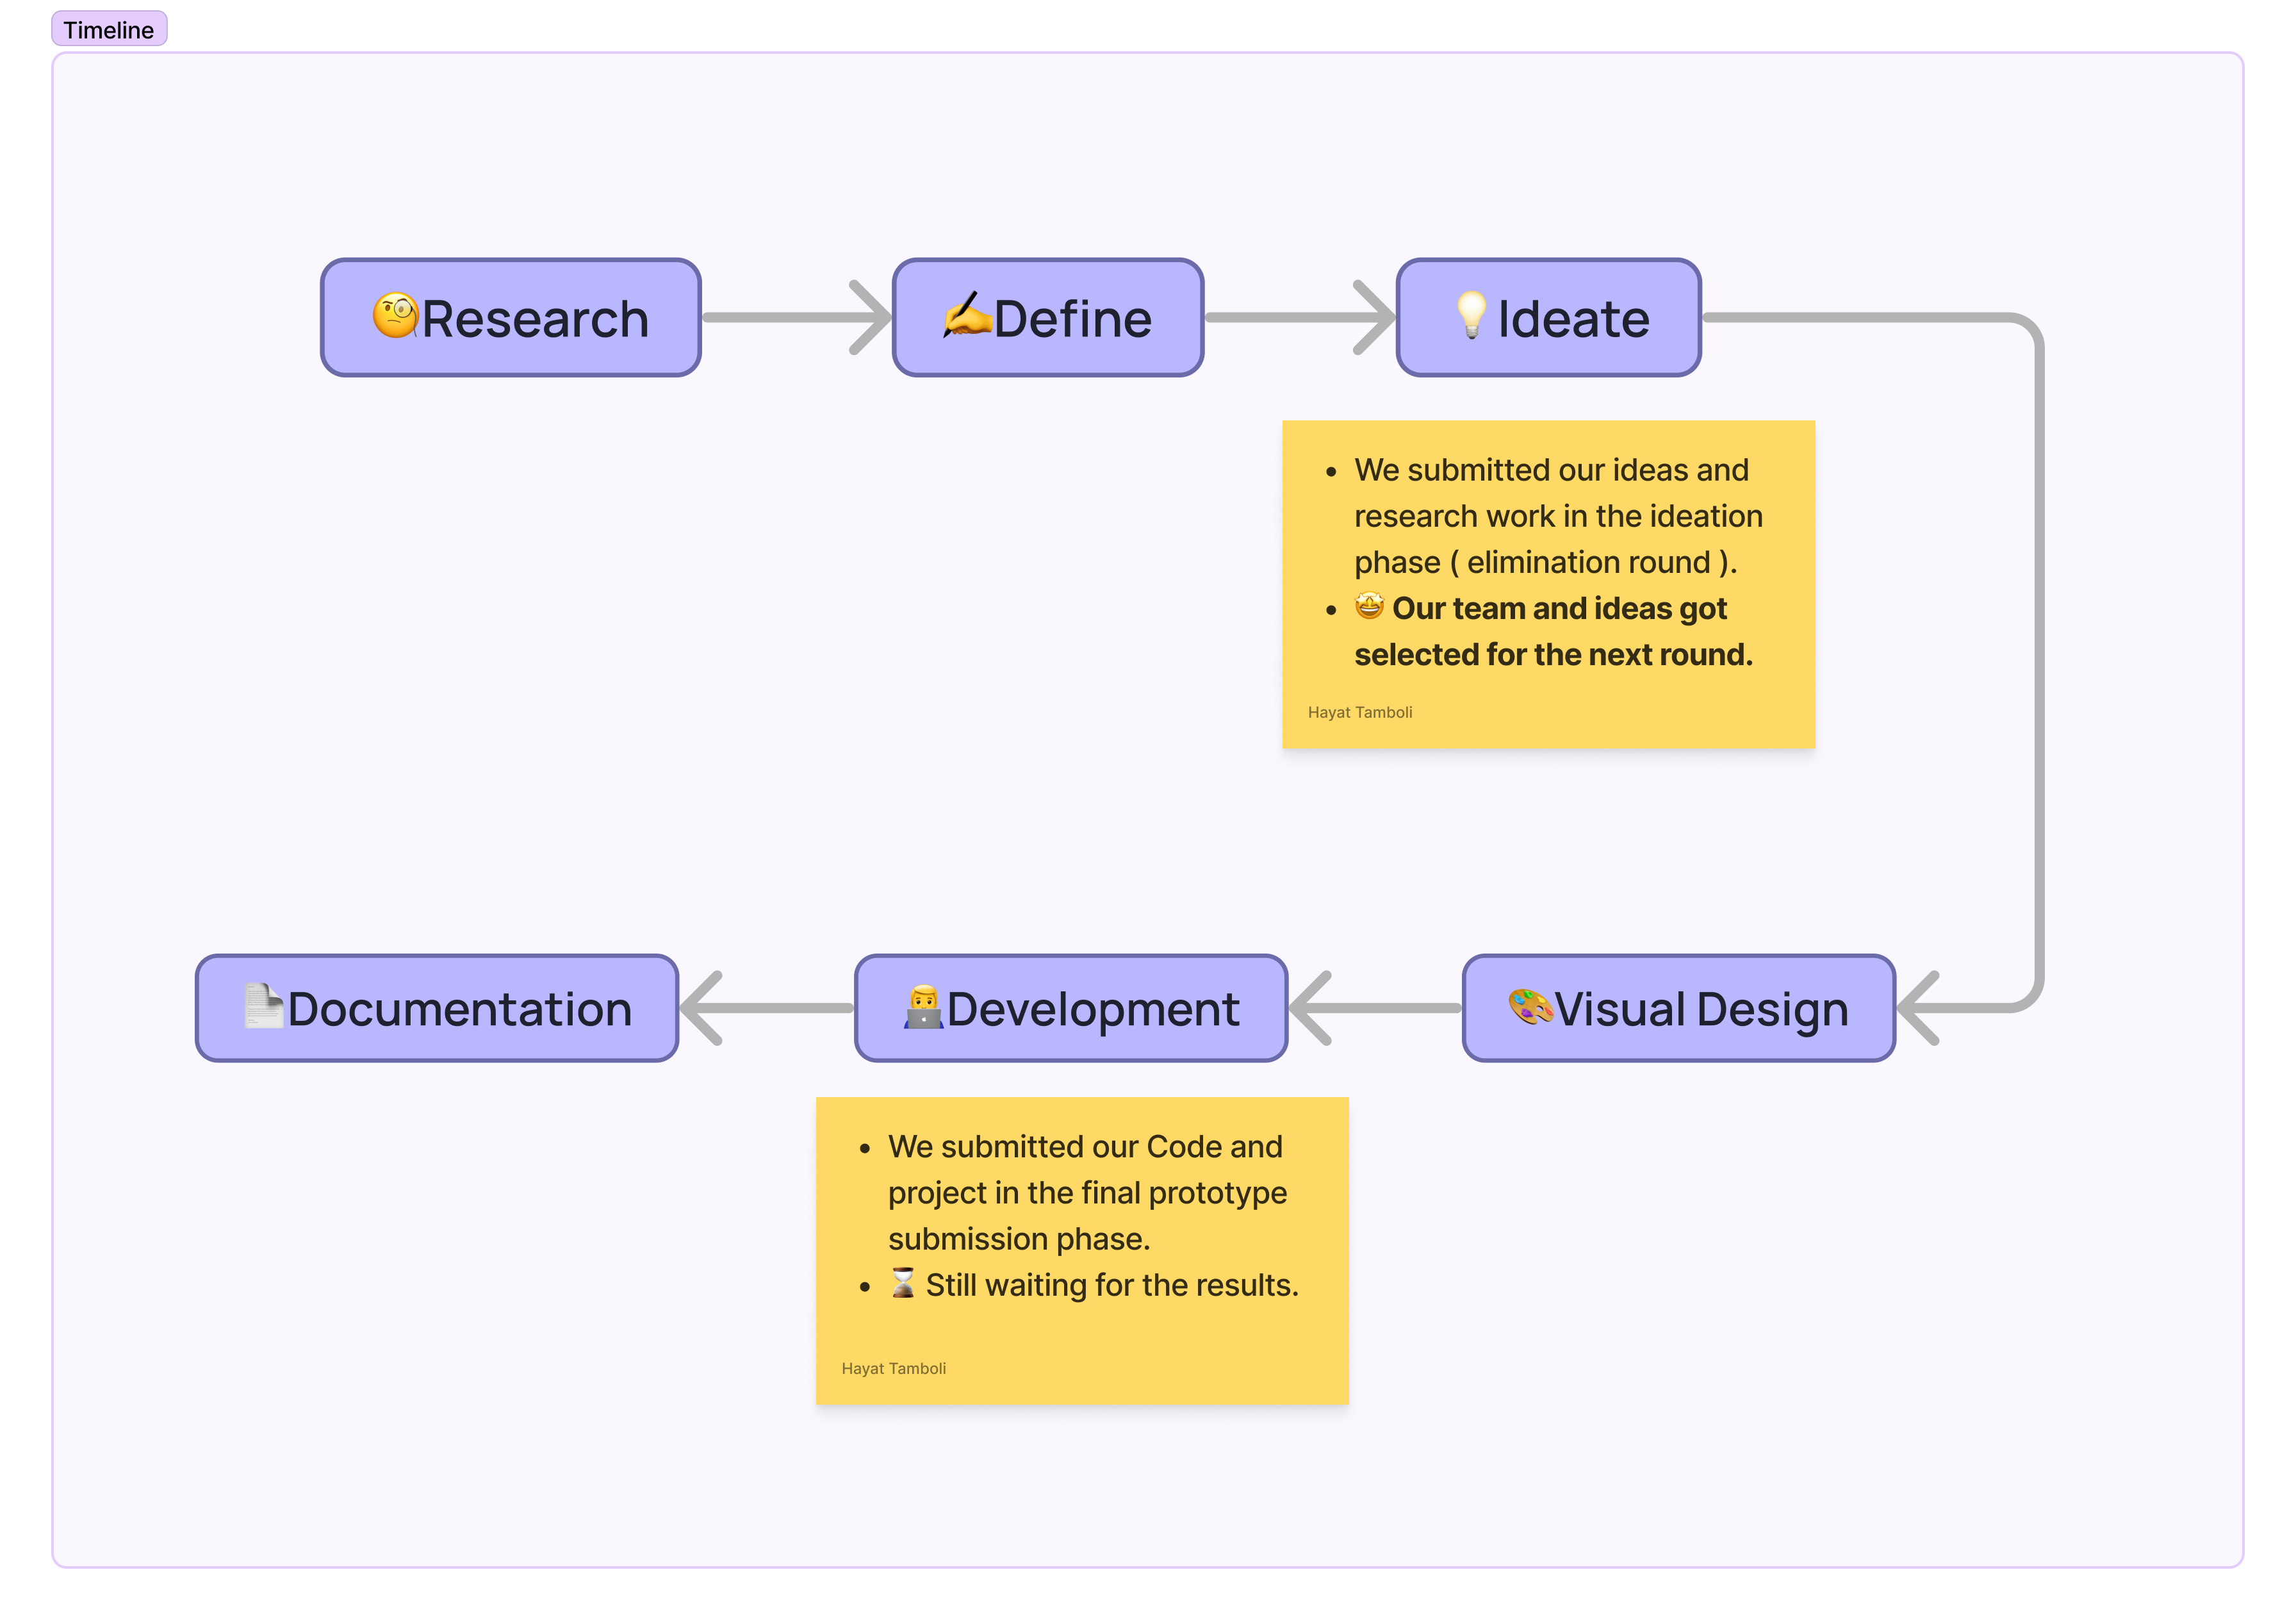 Timeline
🧐Research
✍️Define
💡Ideate
• We submitted our ideas and
research work in the ideation
phase ( elimination round ).
• 🤩 Our team and ideas got
selected for the next round.
Hayat Tamboli
📄Documentation
👨‍💻Development
🎨Visual Design
• We submitted our Code and
project in the final prototype
submission phase.
• ⌛ Still waiting for the results.
Hayat Tamboli